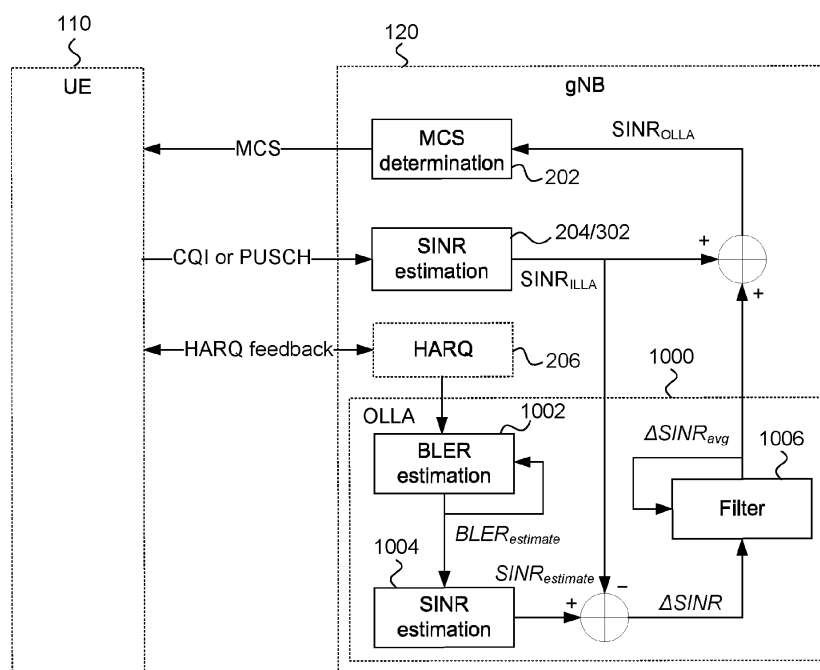 110
120
UE
gNB
SINR_OLLA
MCS
MCS
determination
202
204/302
CQI or PUSCH
SINR
estimation
+
SINR_ILLA
+
HARQ feedback
HARQ
206
1000
OLLA
1002
BLER
estimation
ΔSINR_avg
1006
Filter
BLER_estimate
1004
SINR_estimate
SINR
estimation
+
−
ΔSINR